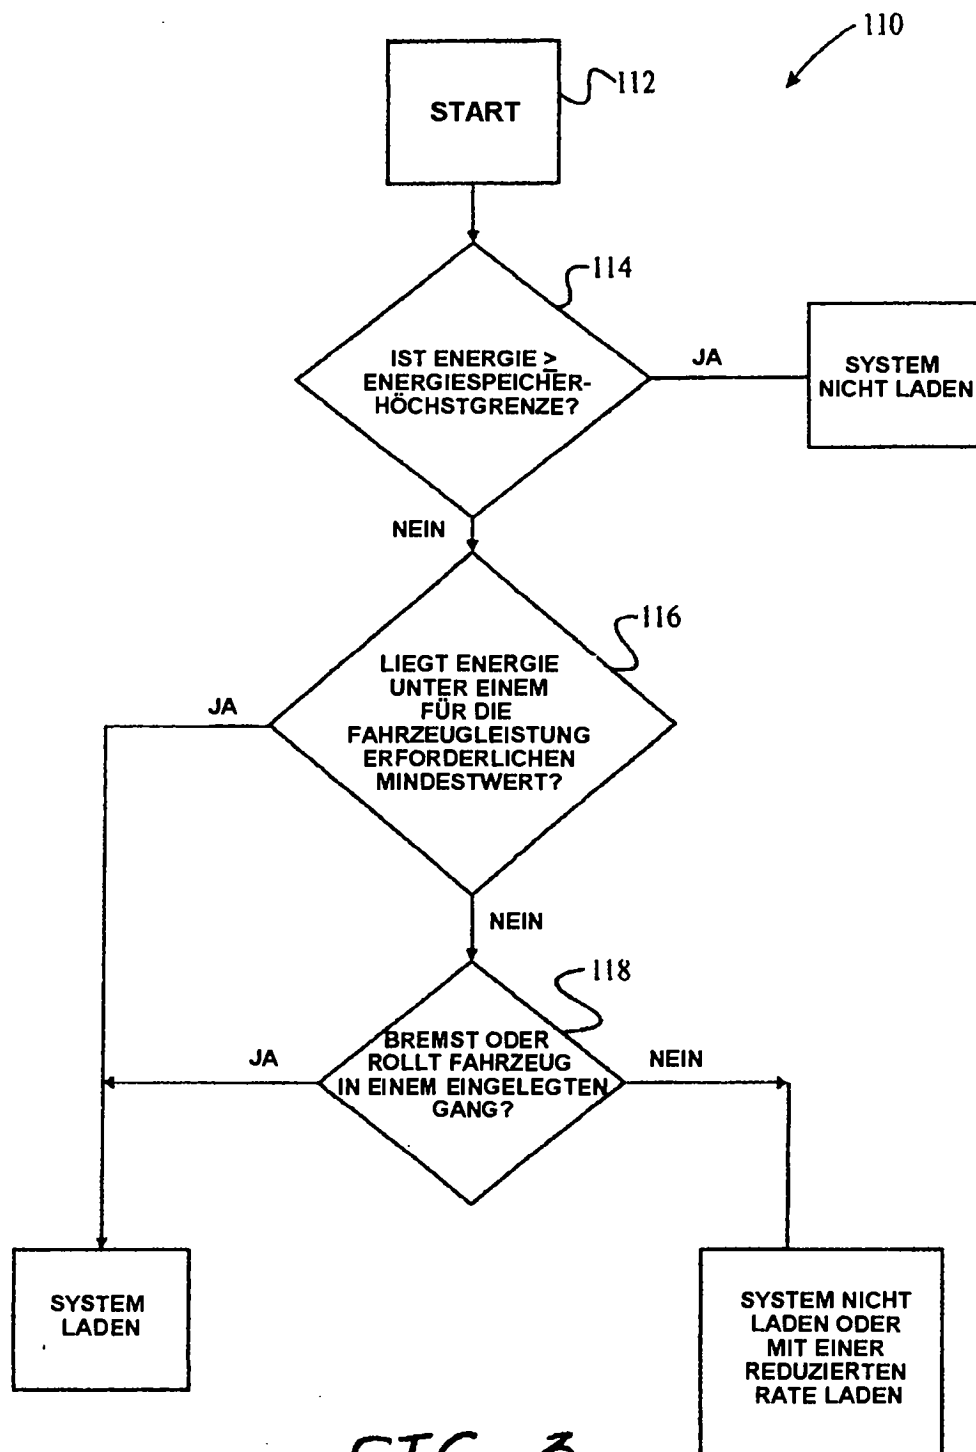 110
START
112
114
IST ENERGIE ≥
ENERGIESPEICHER-
HÖCHSTGRENZE?
JA
SYSTEM
NICHT LADEN
NEIN
116
LIEGT ENERGIE
UNTER EINEM
FÜR DIE
FAHRZEUGLEISTUNG
ERFORDERLICHEN
MINDESTWERT?
JA
NEIN
118
BREMST ODER
ROLLT FAHRZEUG
IN EINEM EINGELEGTEN
GANG?
JA
NEIN
SYSTEM
LADEN
SYSTEM NICHT
LADEN ODER
MIT EINER
REDUZIERTEN
RATE LADEN
FIG. 3